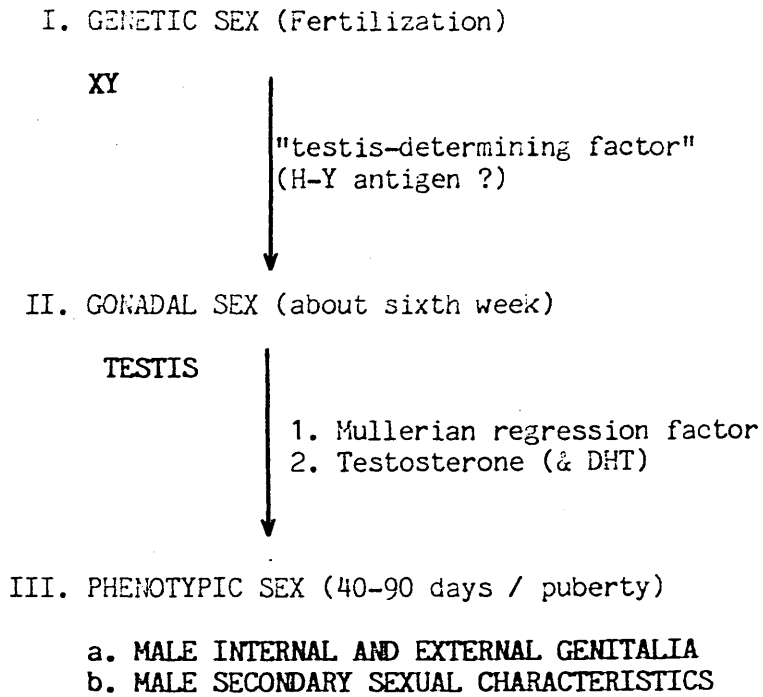 I. GENETIC SEX (Fertilization)
XY
"testis-determining factor"
(H-Y antigen ?)
II. GONADAL SEX (about sixth week)
TESTIS
1. Mullerian regression factor
2. Testosterone (& DHT)
III. PHENOTYPIC SEX (40-90 days / puberty)
a. MALE INTERNAL AND EXTERNAL GENITALIA
b. MALE SECONDARY SEXUAL CHARACTERISTICS